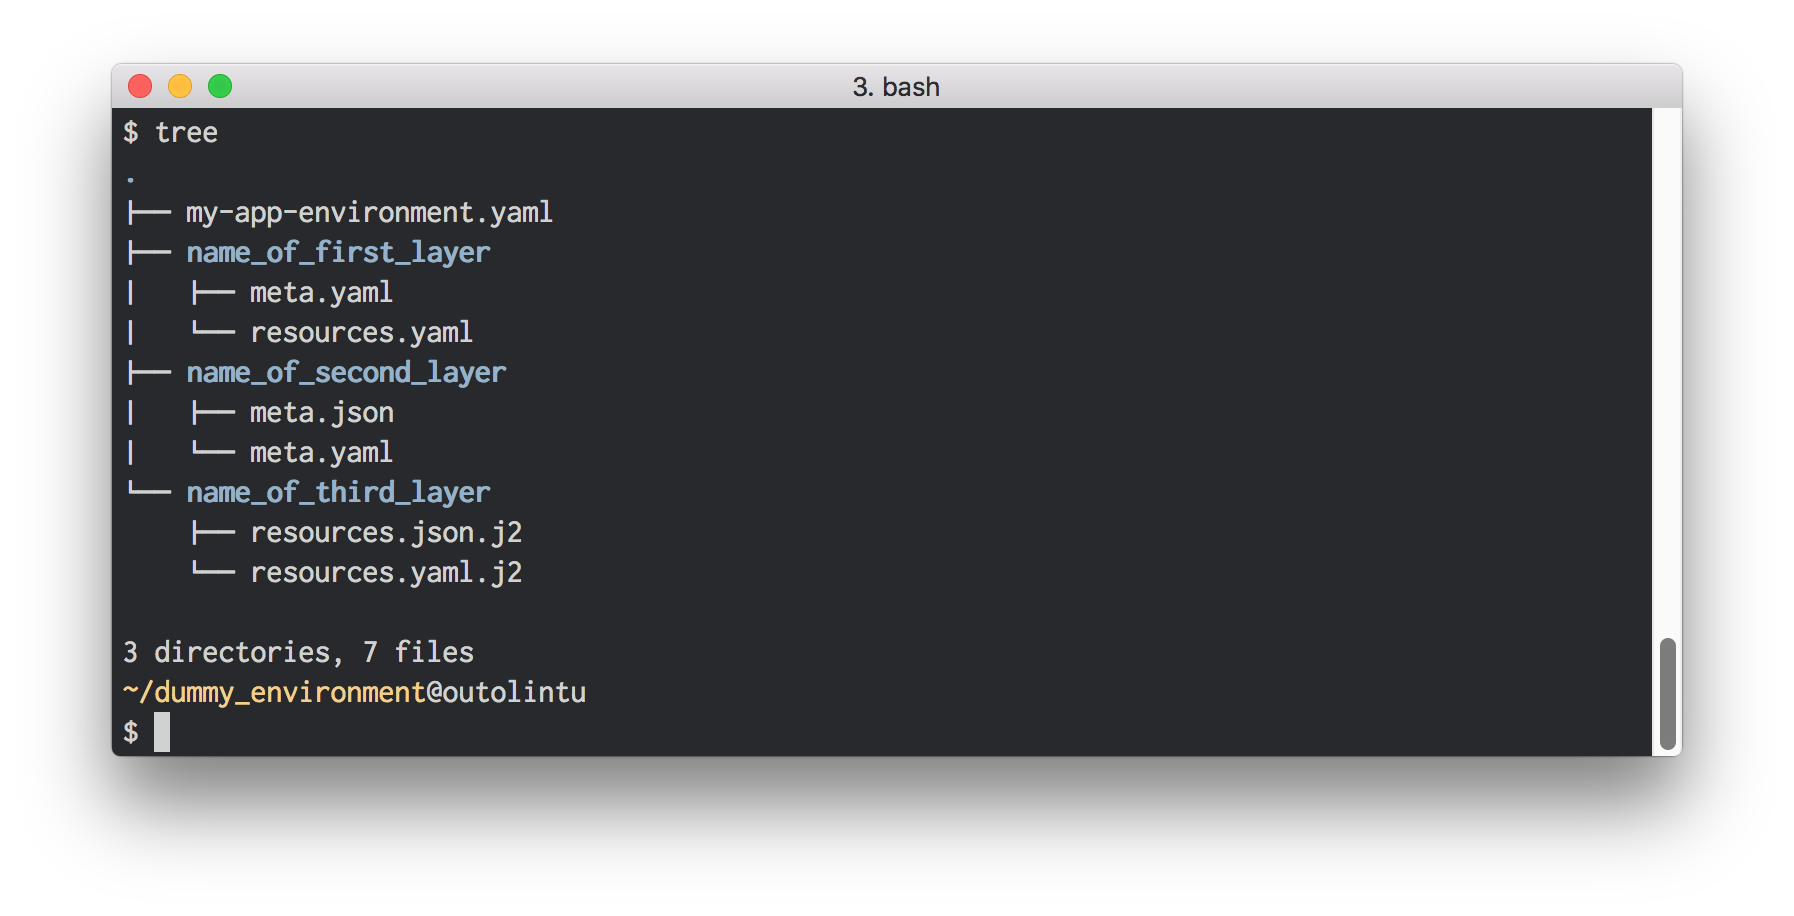 3. bash
$ tree
.
├── my-app-environment.yaml
├── name_of_first_layer
│   ├── meta.yaml
│   └── resources.yaml
├── name_of_second_layer
│   ├── meta.json
│   └── meta.yaml
└── name_of_third_layer
    ├── resources.json.j2
    └── resources.yaml.j2

3 directories, 7 files
~/dummy_environment@outolintu
$